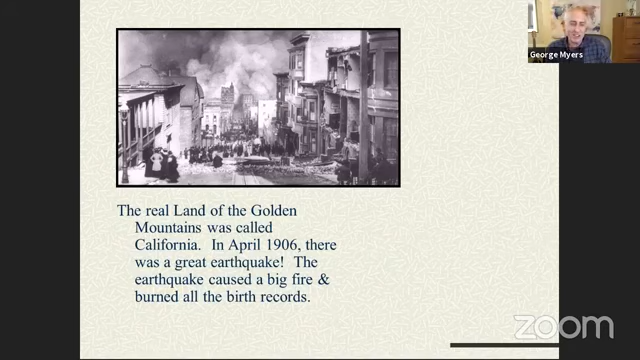 George Myers
The real Land of the Golden
Mountains was called
California. In April 1906, there
was a great earthquake! The
earthquake caused a big fire &
burned all the birth records.
zoom